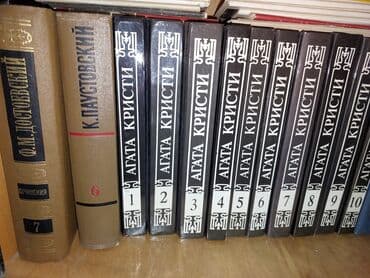 Ф.М. ДОСТОЕВСКИЙ
СОЧИНЕНИЯ
7
К. ПАУСТОВСКИЙ
6
АГАТА КРИСТИ
1
АГАТА КРИСТИ
2
АГАТА КРИСТИ
3
АГАТА КРИСТИ
4
АГАТА КРИСТИ
5
АГАТА КРИСТИ
6
АГАТА КРИСТИ
7
АГАТА КРИСТИ
8
АГАТА КРИСТИ
9
АГАТА КРИСТИ
10